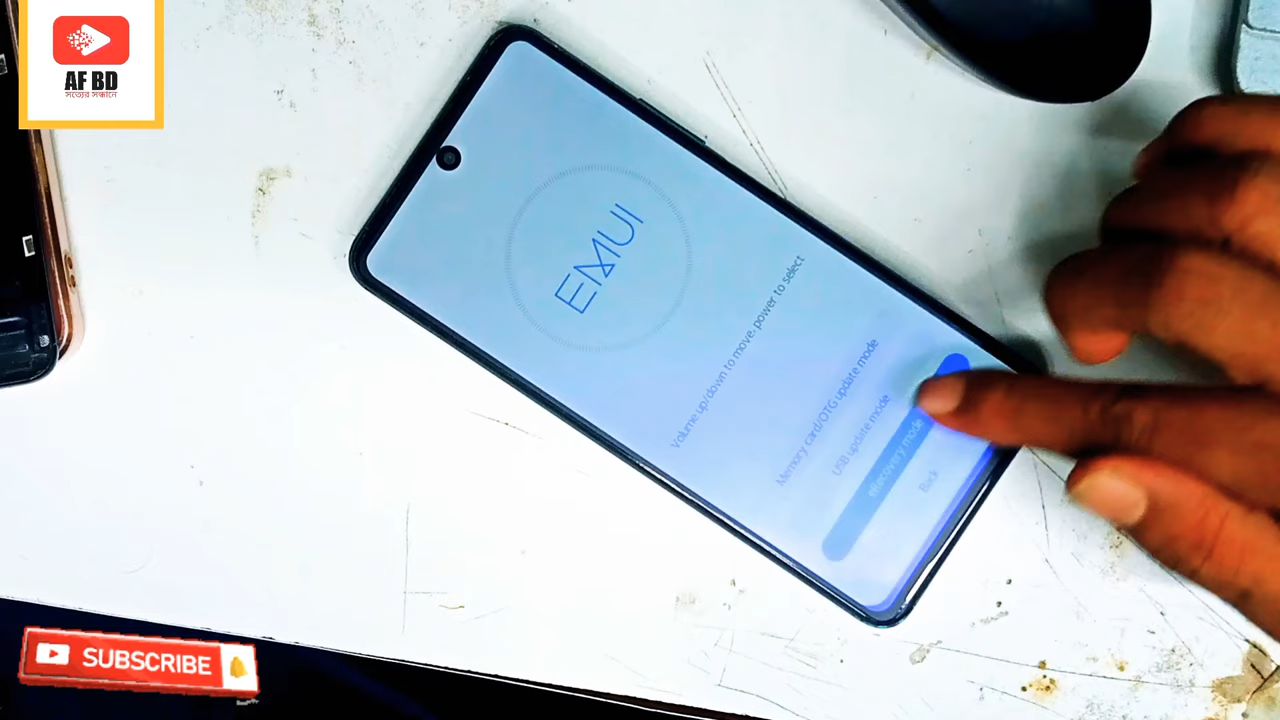 AF BD
সত্যের সন্ধানে
EMUI
Volume up/down to move, power to select
Memory card/OTG update mode
USB update mode
eRecovery mode
Back
SUBSCRIBE